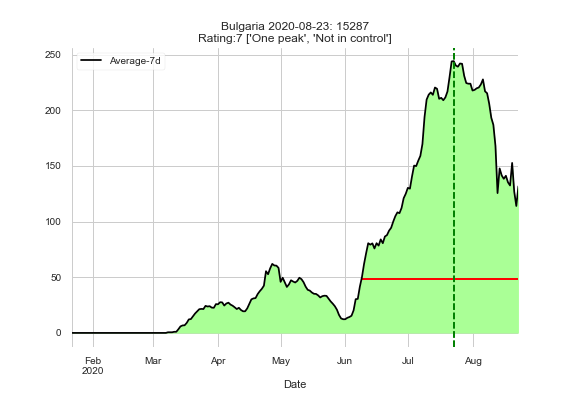 Bulgaria 2020-08-23: 15287
Rating:7 ['One peak', 'Not in control']
Average-7d
250
200
150
100
50
0
Feb
2020
Mar
Apr
May
Jun
Jul
Aug
Date